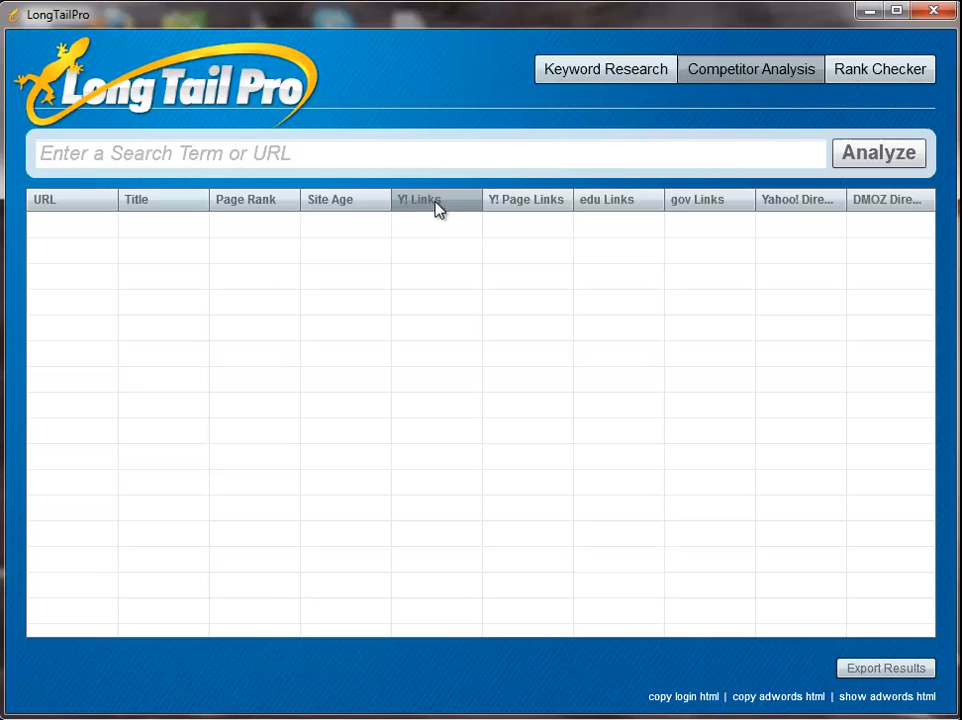 LongTailPro
Long Tail Pro
Keyword Research Competitor Analysis Rank Checker
Enter a Search Term or URL Analyze
URL Title Page Rank Site Age Y! Links Y! Page Links edu Links gov Links Yahoo! Dire... DMOZ Dire...
Export Results
copy login html | copy adwords html | show adwords html